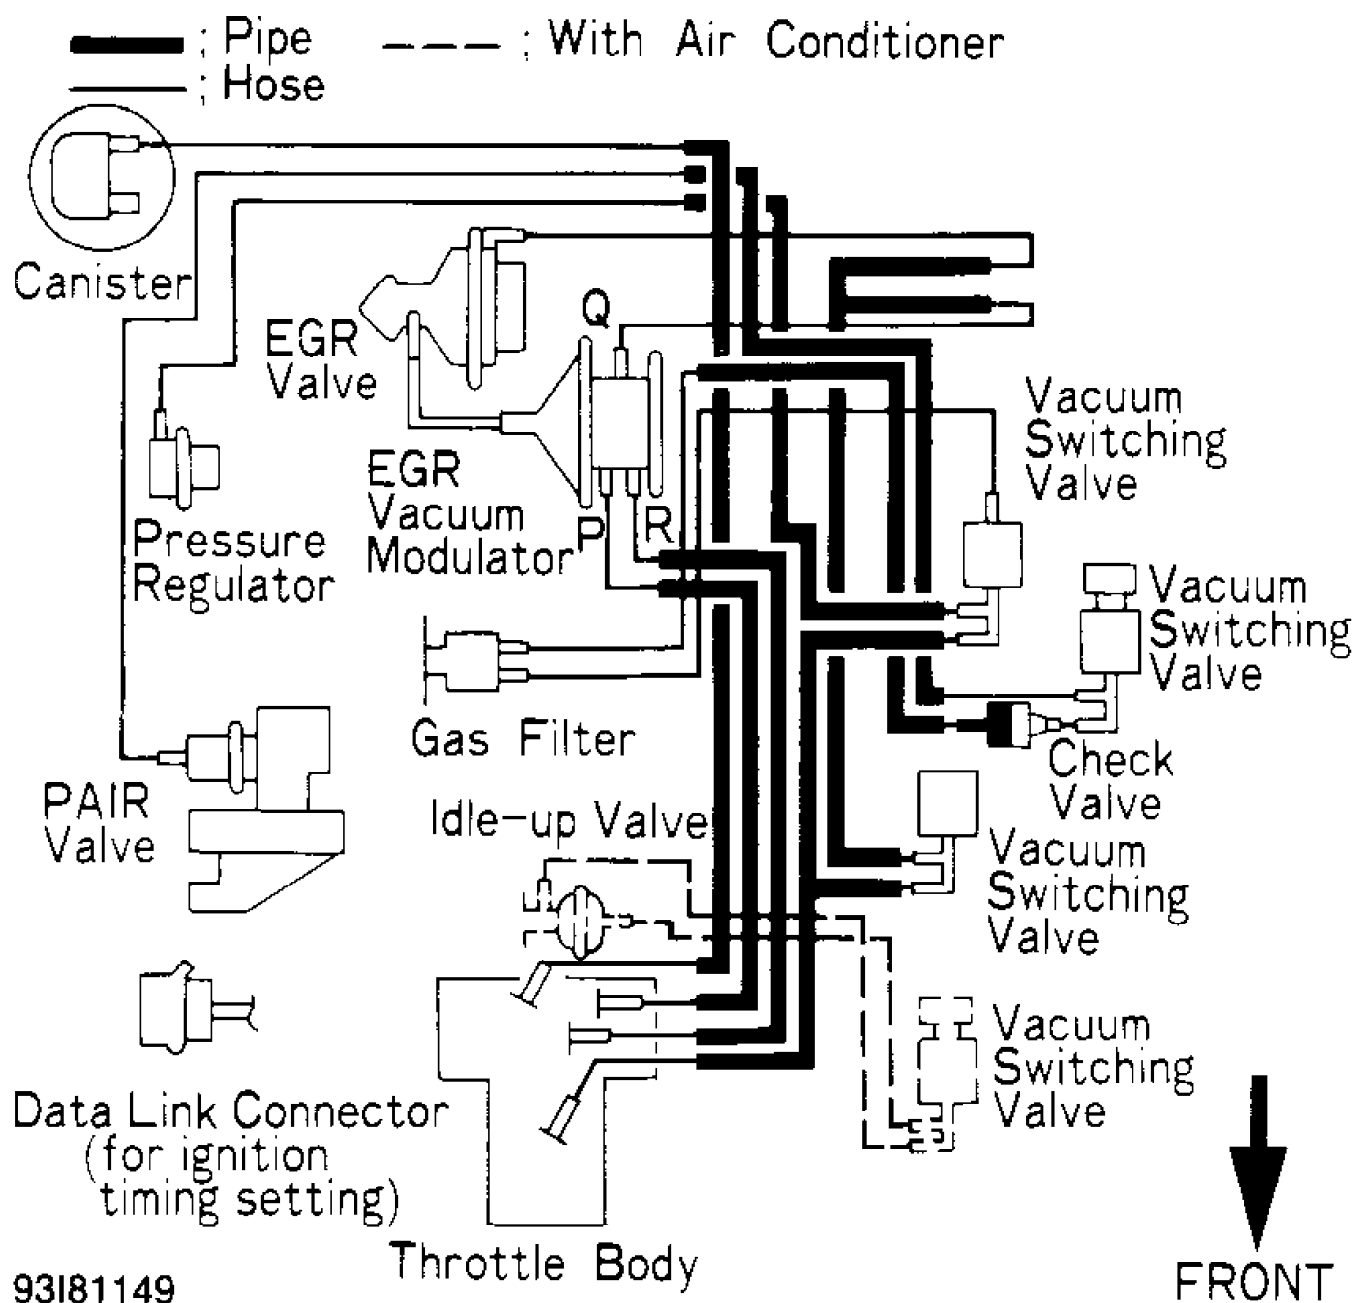 ; Pipe
; With Air Conditioner
; Hose
Canister
EGR
Valve
Q
Vacuum
Switching
Valve
EGR
Vacuum
Modulator
P
R
Pressure
Regulator
Vacuum
Switching
Valve
Gas Filter
Check
Valve
PAIR
Valve
Idle-up Valve
Vacuum
Switching
Valve
Vacuum
Switching
Valve
Data Link Connector
(for ignition
timing setting)
Throttle Body
FRONT
93I81149